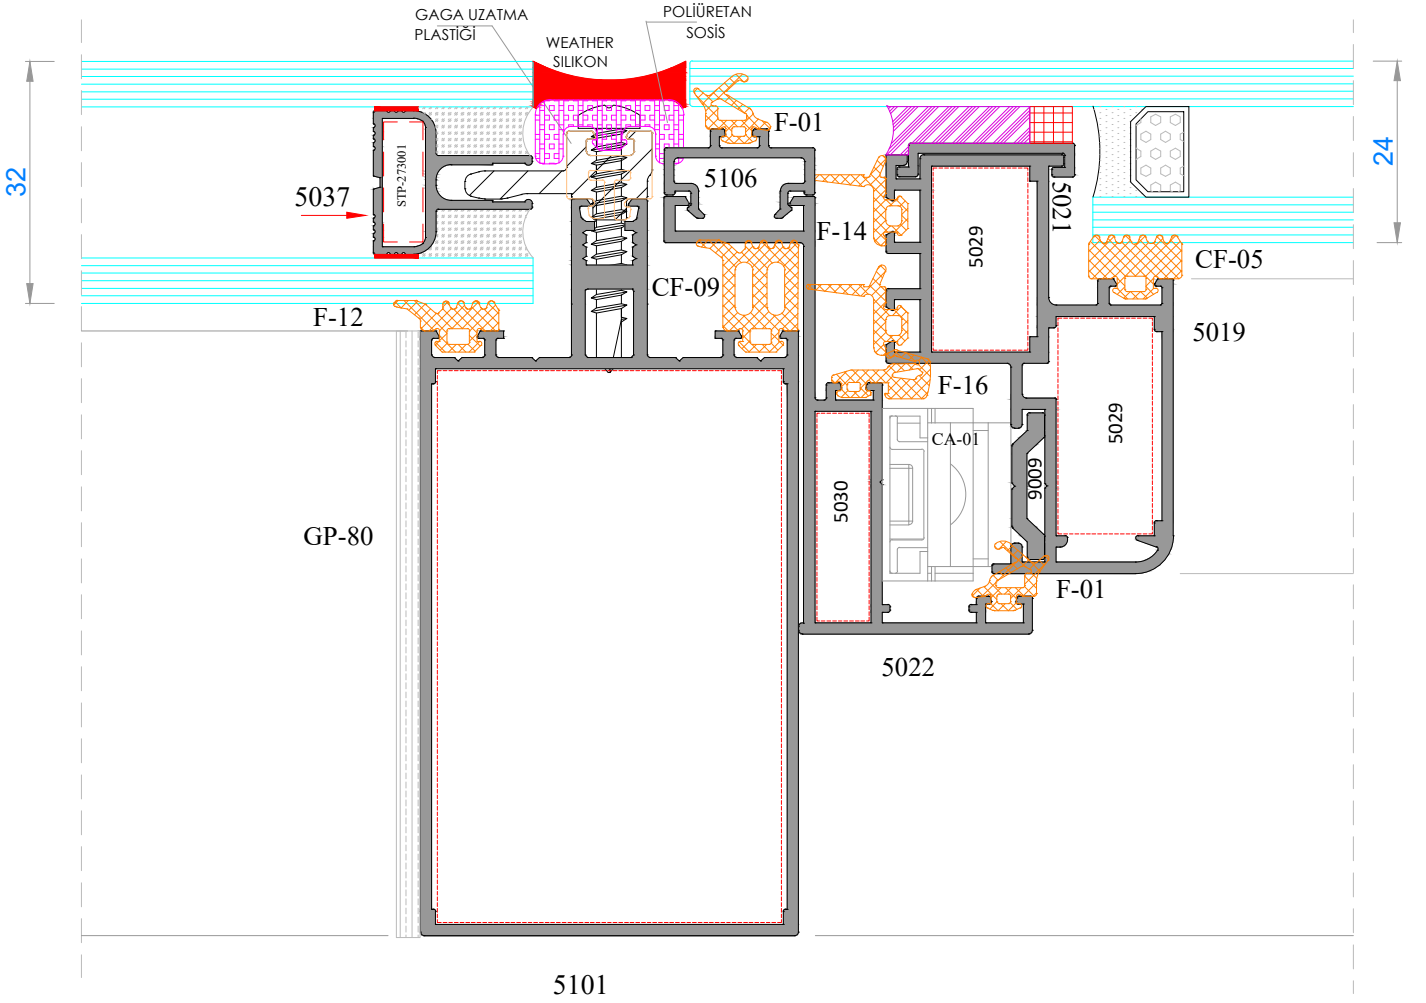 GAGA UZATMA
PLASTİĞİ
WEATHER
SILIKON
POLİÜRETAN
SOSİS
F-01
32
24
STP-273001
5037
5106
5021
F-14
5029
CF-05
CF-09
F-12
5019
F-16
5029
CA-01
5030
9009
GP-80
F-01
5022
5101